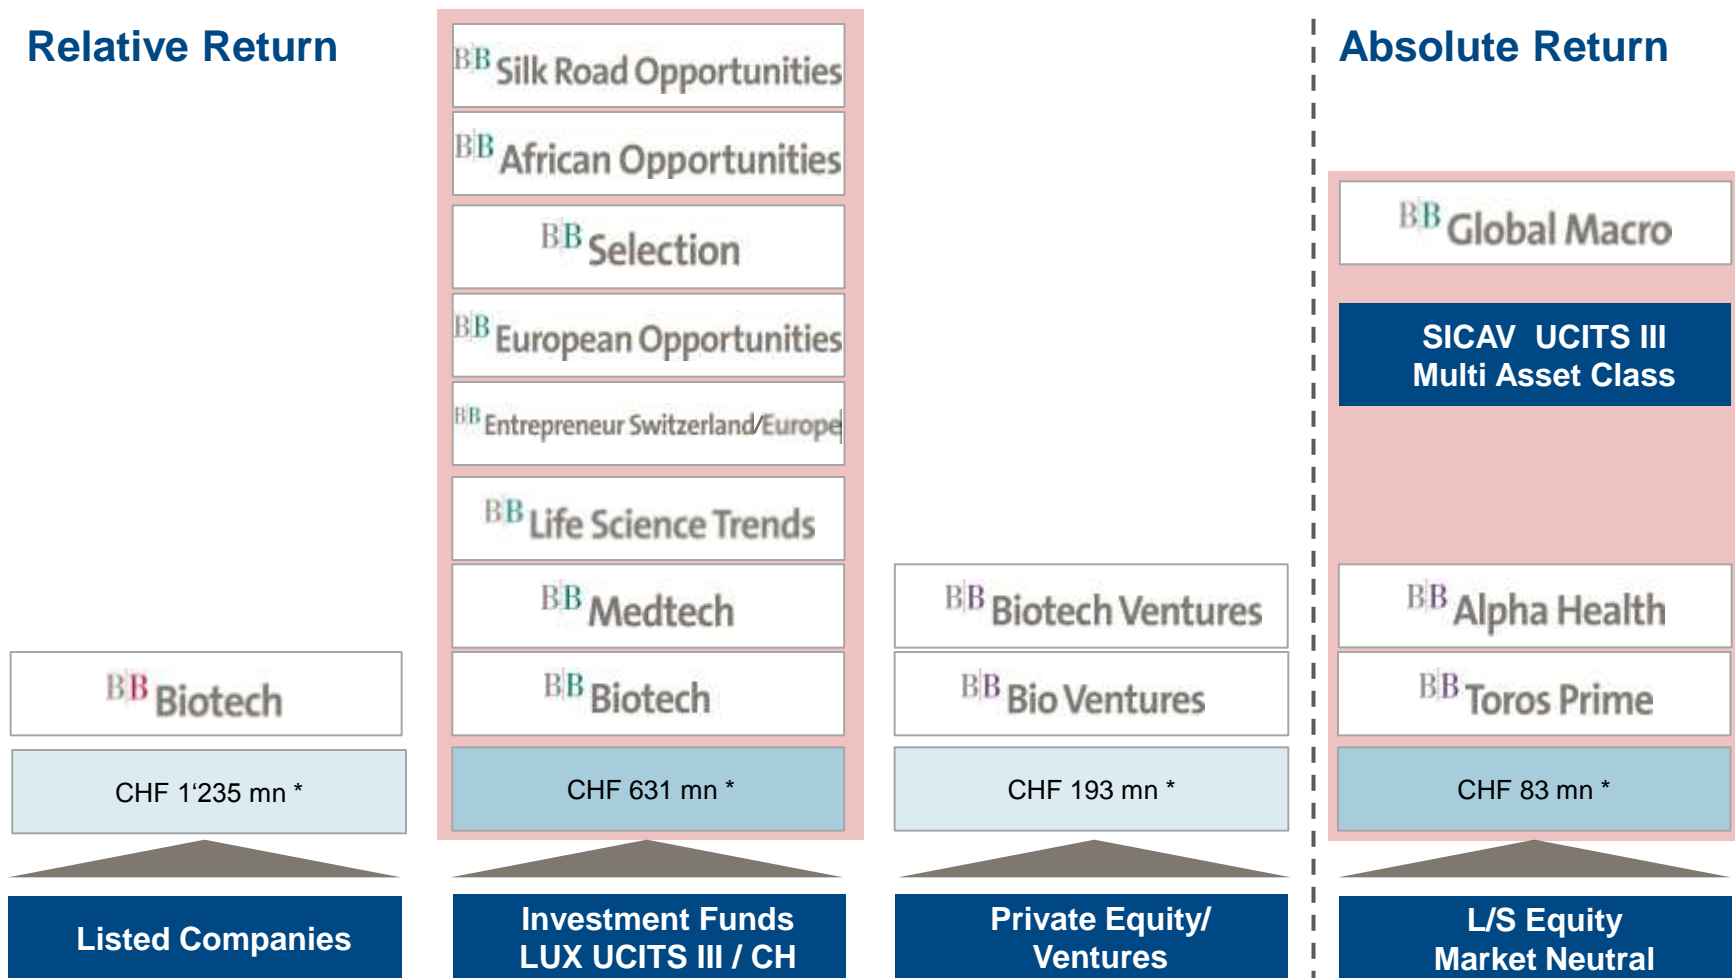 Relative Return
Absolute Return
BB Silk Road Opportunities
BB African Opportunities
BB Selection
BB European Opportunities
BB Entrepreneur Switzerland/Europe
BB Life Science Trends
BB Medtech
BB Biotech
BB Biotech
BB Biotech Ventures
BB Bio Ventures
BB Global Macro
SICAV UCITS III
Multi Asset Class
BB Alpha Health
BB Toros Prime
CHF 1‘235 mn *
CHF 631 mn *
CHF 193 mn *
CHF 83 mn *
Listed Companies
Investment Funds
LUX UCITS III / CH
Private Equity/
Ventures
L/S Equity
Market Neutral